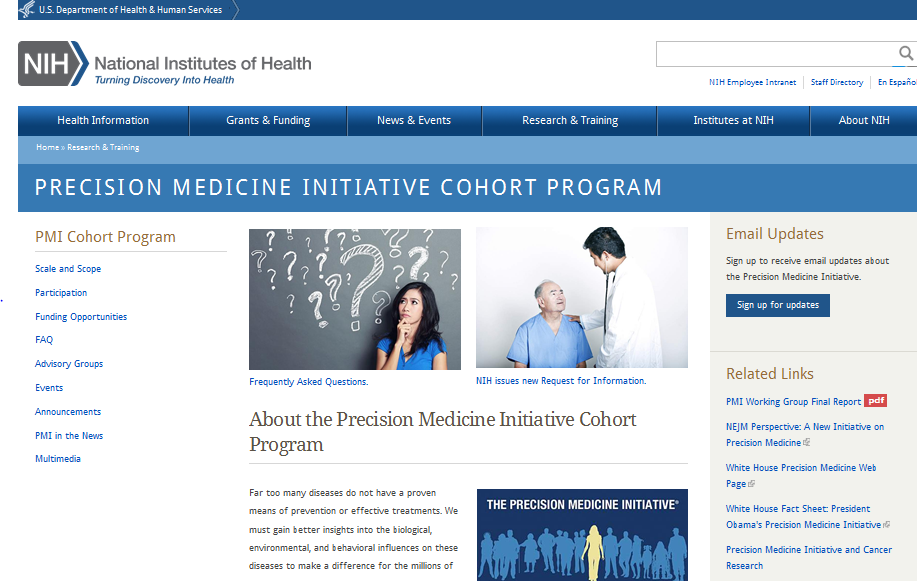 U.S. Department of Health & Human Services
NIH
National Institutes of Health
Turning Discovery Into Health
NIH Employee Intranet
Staff Directory
En Españo
Health Information
Grants & Funding
News & Events
Research & Training
Institutes at NIH
About NIH
Home » Research & Training
PRECISION MEDICINE INITIATIVE COHORT PROGRAM
PMI Cohort Program
Scale and Scope
Participation
Funding Opportunities
FAQ
Advisory Groups
Events
Announcements
PMI in the News
Multimedia
Frequently Asked Questions.
NIH issues new Request for Information.
About the Precision Medicine Initiative Cohort
Program
Far too many diseases do not have a proven
means of prevention or effective treatments. We
must gain better insights into the biological,
environmental, and behavioral influences on these
diseases to make a difference for the millions of
THE PRECISION MEDICINE INITIATIVE®
Email Updates
Sign up to receive email updates about
the Precision Medicine Initiative.
Sign up for updates
Related Links
PMI Working Group Final Report pdf
NEJM Perspective: A New Initiative on
Precision Medicine
White House Precision Medicine Web
Page
White House Fact Sheet: President
Obama's Precision Medicine Initiative
Precision Medicine Initiative and Cancer
Research